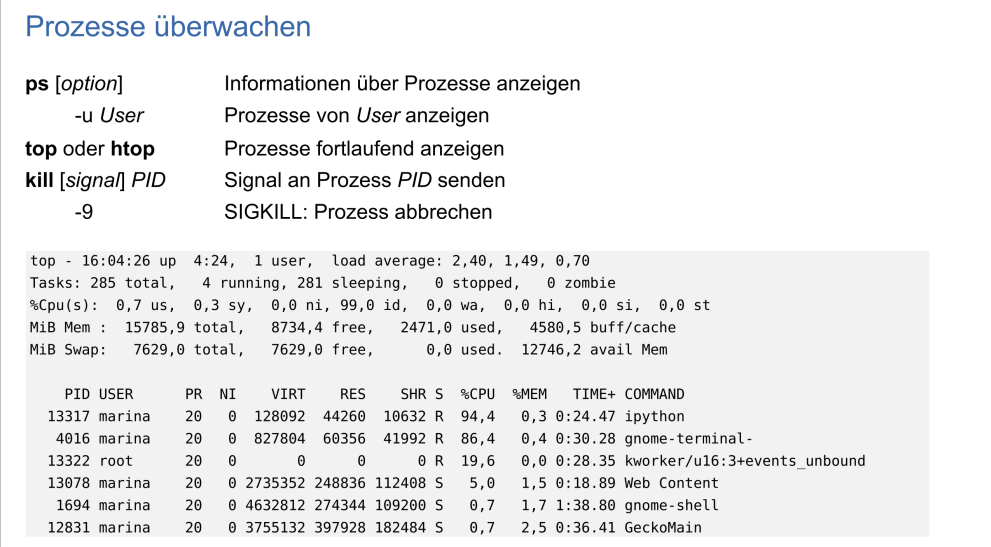 Prozesse überwachen
ps [option] Informationen über Prozesse anzeigen
-u User Prozesse von User anzeigen
top oder htop Prozesse fortlaufend anzeigen
kill [signal] PID Signal an Prozess PID senden
-9 SIGKILL: Prozess abbrechen
top - 16:04:26 up  4:24,  1 user,  load average: 2,40, 1,49, 0,70
Tasks: 285 total,   4 running, 281 sleeping,   0 stopped,   0 zombie
%Cpu(s):  0,7 us,  0,3 sy,  0,0 ni, 99,0 id,  0,0 wa,  0,0 hi,  0,0 si,  0,0 st
MiB Mem :  15785,9 total,   8734,4 free,   2471,0 used,   4580,5 buff/cache
MiB Swap:   7629,0 total,   7629,0 free,      0,0 used.  12746,2 avail Mem
PID USER      PR  NI    VIRT    RES    SHR S  %CPU  %MEM   TIME+ COMMAND
13317 marina    20   0  128092  44260  10632 R  94,4   0,3 0:24.47 ipython
4016 marina    20   0  827804  60356  41992 R  86,4   0,4 0:30.28 gnome-terminal-
13322 root      20   0       0      0      0 R  19,6   0,0 0:28.35 kworker/u16:3+events_unbound
13078 marina    20   0 2735352 248836 112408 S   5,0   1,5 0:18.89 Web Content
1694 marina    20   0 4632812 274344 109200 S   0,7   1,7 1:38.80 gnome-shell
12831 marina    20   0 3755132 397928 182484 S   0,7   2,5 0:36.41 GeckoMain